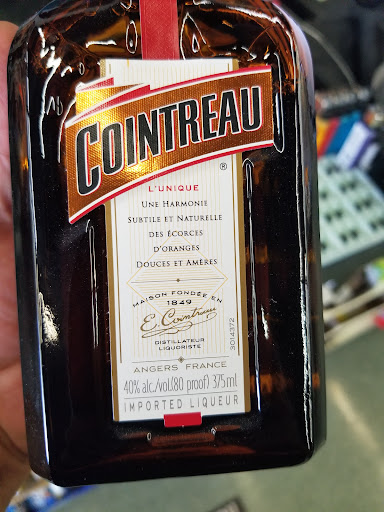 COINTREAU
®
L'UNIQUE
UNE HARMONIE
SUBTILE ET NATURELLE
DES ÉCORCES
D'ORANGES
DOUCES ET AMÈRES
MAISON FONDÉE EN
1849
E. Cointreau
DISTILLATEUR
LIQUORISTE
3014372
ANGERS FRANCE
40% alc./vol.(80 proof) 375ml
IMPORTED LIQUEUR